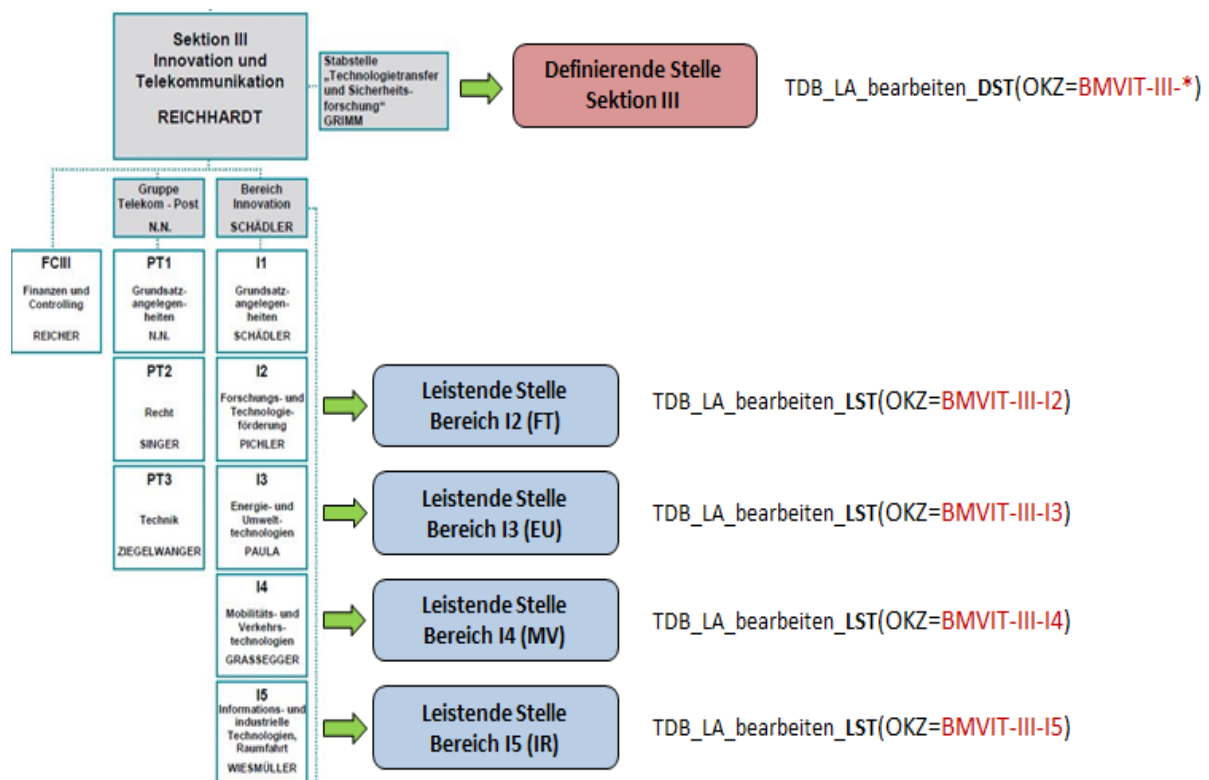 Sektion III
Innovation und
Telekommunikation
REICHHARDT
Stabstelle
„Technologietransfer
und Sicherheits-
forschung"
GRIMM
Definierende Stelle
Sektion III
TDB_LA_bearbeiten_DST(OKZ=BMVIT-III-*)
Gruppe
Telekom - Post
N.N.
Bereich
Innovation
SCHÄDLER
FCIII
Finanzen und
Controlling
REICHER
PT1
Grundsatz-
angelegen-
heiten
N.N.
I1
Grundsatz-
angelegen-
heiten
SCHÄDLER
PT2
Recht
SINGER
I2
Forschungs- und
Technologie-
förderung
PICHLER
Leistende Stelle
Bereich I2 (FT)
TDB_LA_bearbeiten_LST(OKZ=BMVIT-III-I2)
PT3
Technik
ZIEGELWANGER
I3
Energie- und
Umwelt-
technologien
PAULA
Leistende Stelle
Bereich I3 (EU)
TDB_LA_bearbeiten_LST(OKZ=BMVIT-III-I3)
I4
Mobilitäts- und
Verkehrs-
technologien
GRASSEGGER
Leistende Stelle
Bereich I4 (MV)
TDB_LA_bearbeiten_LST(OKZ=BMVIT-III-I4)
I5
Informations- und
industrielle
Technologien,
Raumfahrt
WIESMÜLLER
Leistende Stelle
Bereich I5 (IR)
TDB_LA_bearbeiten_LST(OKZ=BMVIT-III-I5)